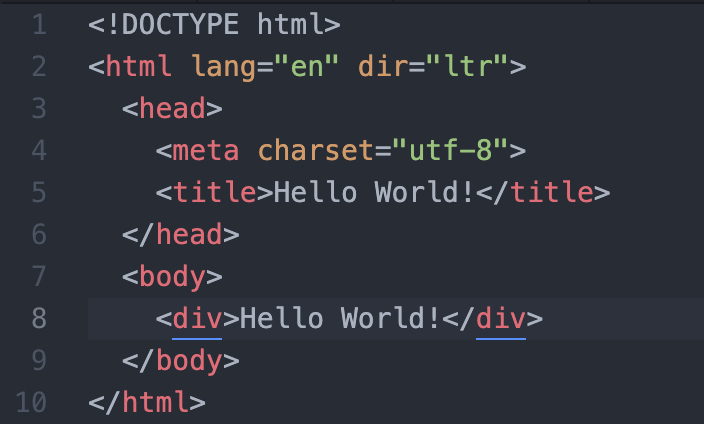 1 <!DOCTYPE html>
2 <html lang="en" dir="ltr">
3   <head>
4     <meta charset="utf-8">
5     <title>Hello World!</title>
6   </head>
7   <body>
8     <div>Hello World!</div>
9   </body>
10 </html>